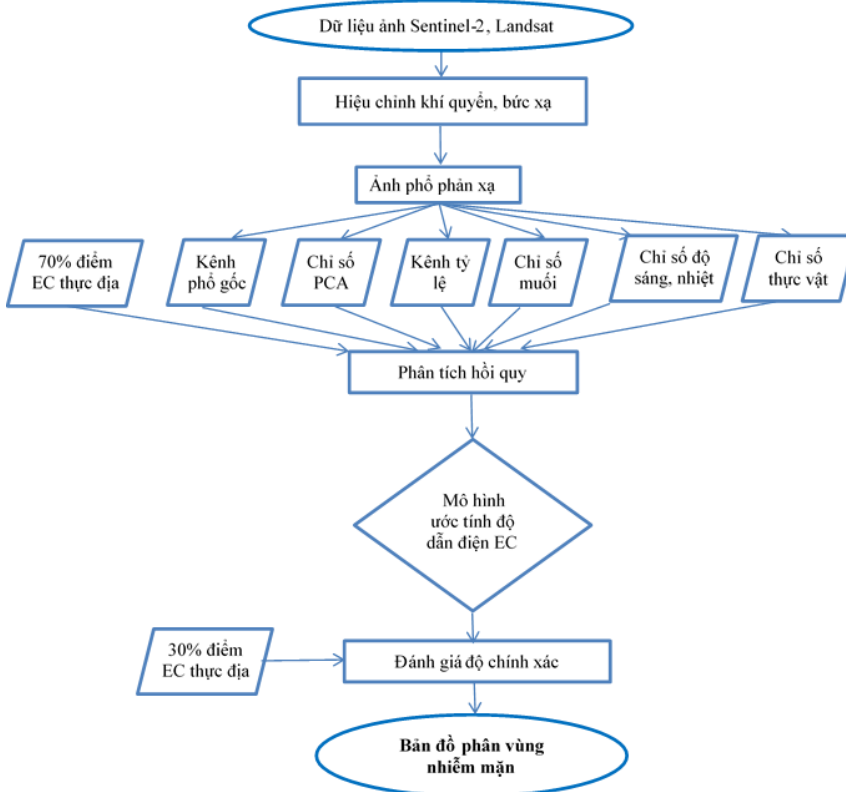 Dữ liệu ảnh Sentinel-2, Landsat
Hiệu chỉnh khí quyển, bức xạ
Ảnh phổ phản xạ
70% điểm
EC thực địa
Kênh
phổ gốc
Chỉ số
PCA
Kênh tỷ
lệ
Chỉ số
muối
Chỉ số độ
sáng, nhiệt
Chỉ số
thực vật
Phân tích hồi quy
Mô hình
ước tính độ
dẫn điện EC
30% điểm
EC thực địa
Đánh giá độ chính xác
Bản đồ phân vùng
nhiễm mặn